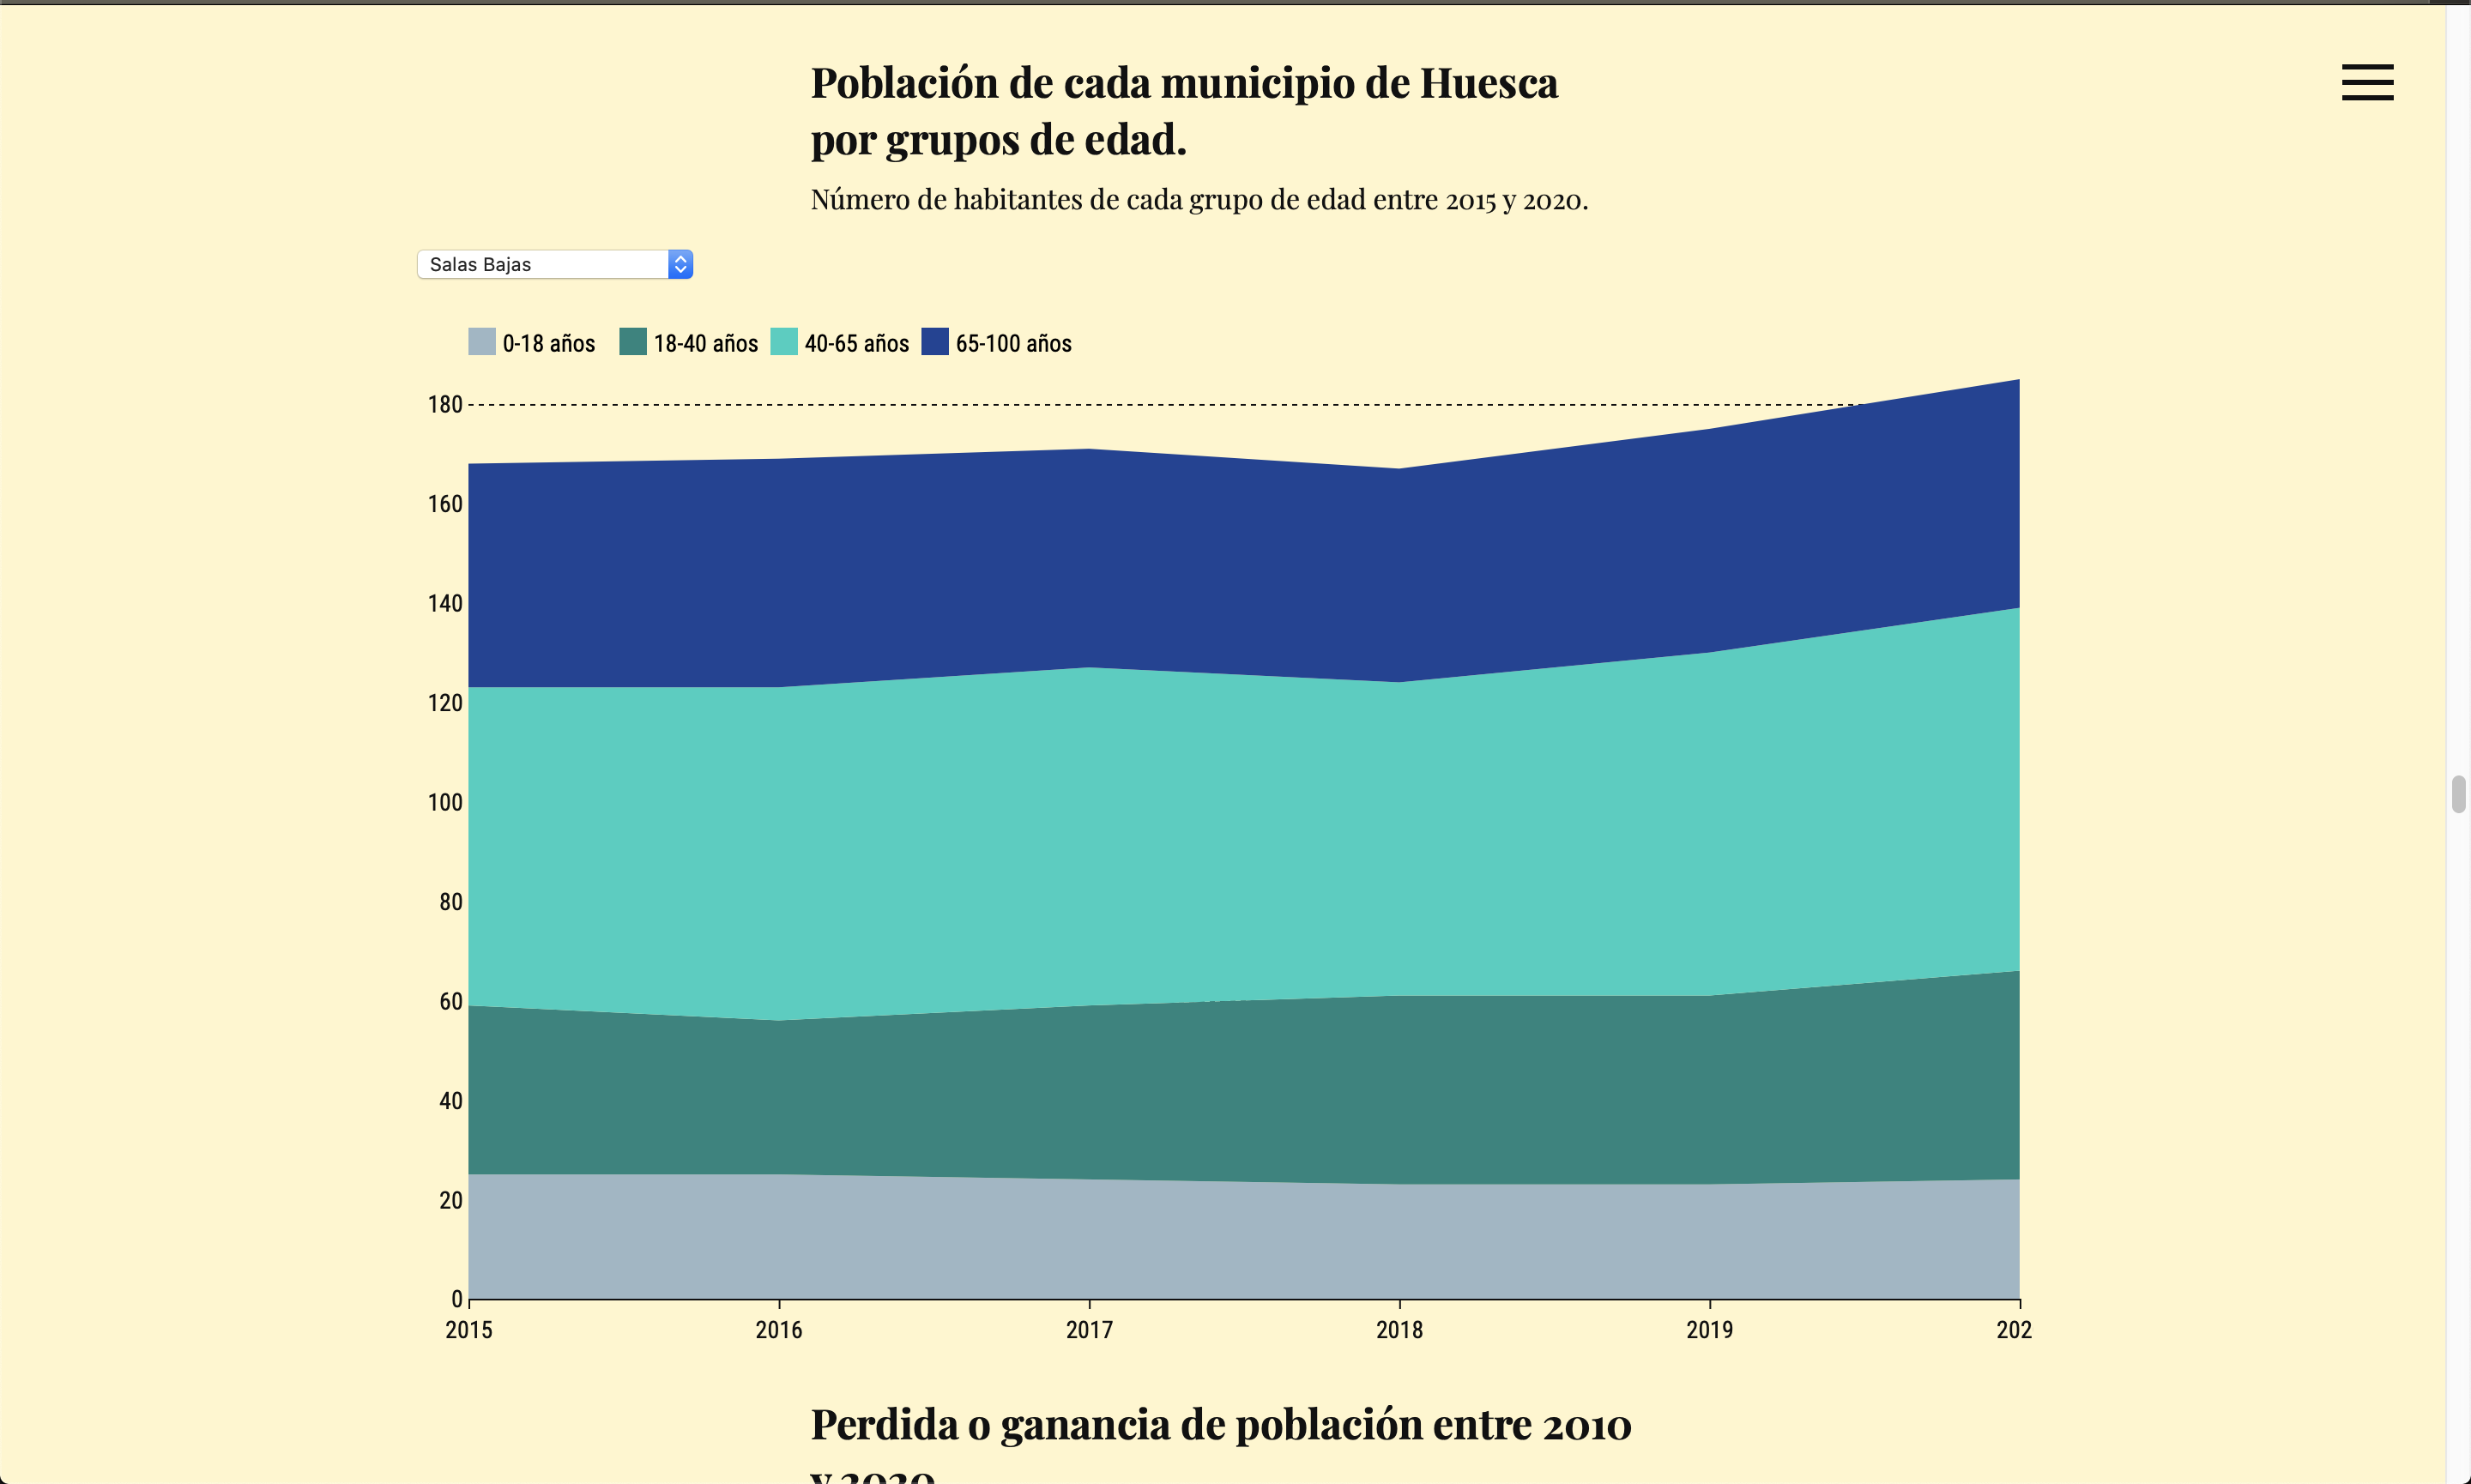 Población de cada municipio de Huesca
por grupos de edad.
Número de habitantes de cada grupo de edad entre 2015 y 2020.
Salas Bajas
0-18 años 18-40 años 40-65 años 65-100 años
180
160
140
120
100
80
60
40
20
0
2015 2016 2017 2018 2019 202
Perdida o ganancia de población entre 2010
y 2020